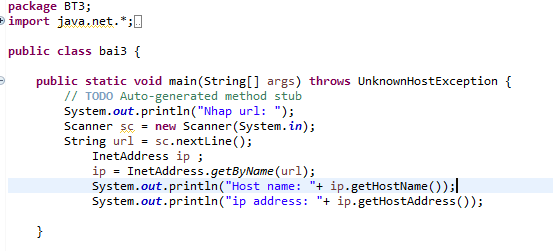 package BT3;
import java.net.*;
public class bai3 {
public static void main(String[] args) throws UnknownHostException {
// TODO Auto-generated method stub
System.out.println("Nhap url: ");
Scanner sc = new Scanner(System.in);
String url = sc.nextLine();
InetAddress ip ;
ip = InetAddress.getByName(url);
System.out.println("Host name: "+ ip.getHostName());
System.out.println("ip address: "+ ip.getHostAddress());
}